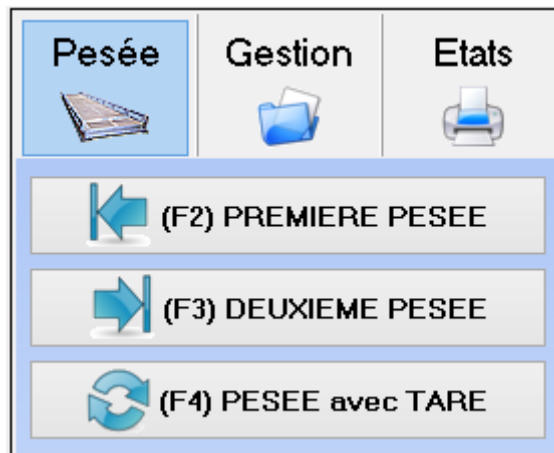 Pesée Gestion Etats
(F2) PREMIERE PESEE
(F3) DEUXIEME PESEE
(F4) PESEE avec TARE